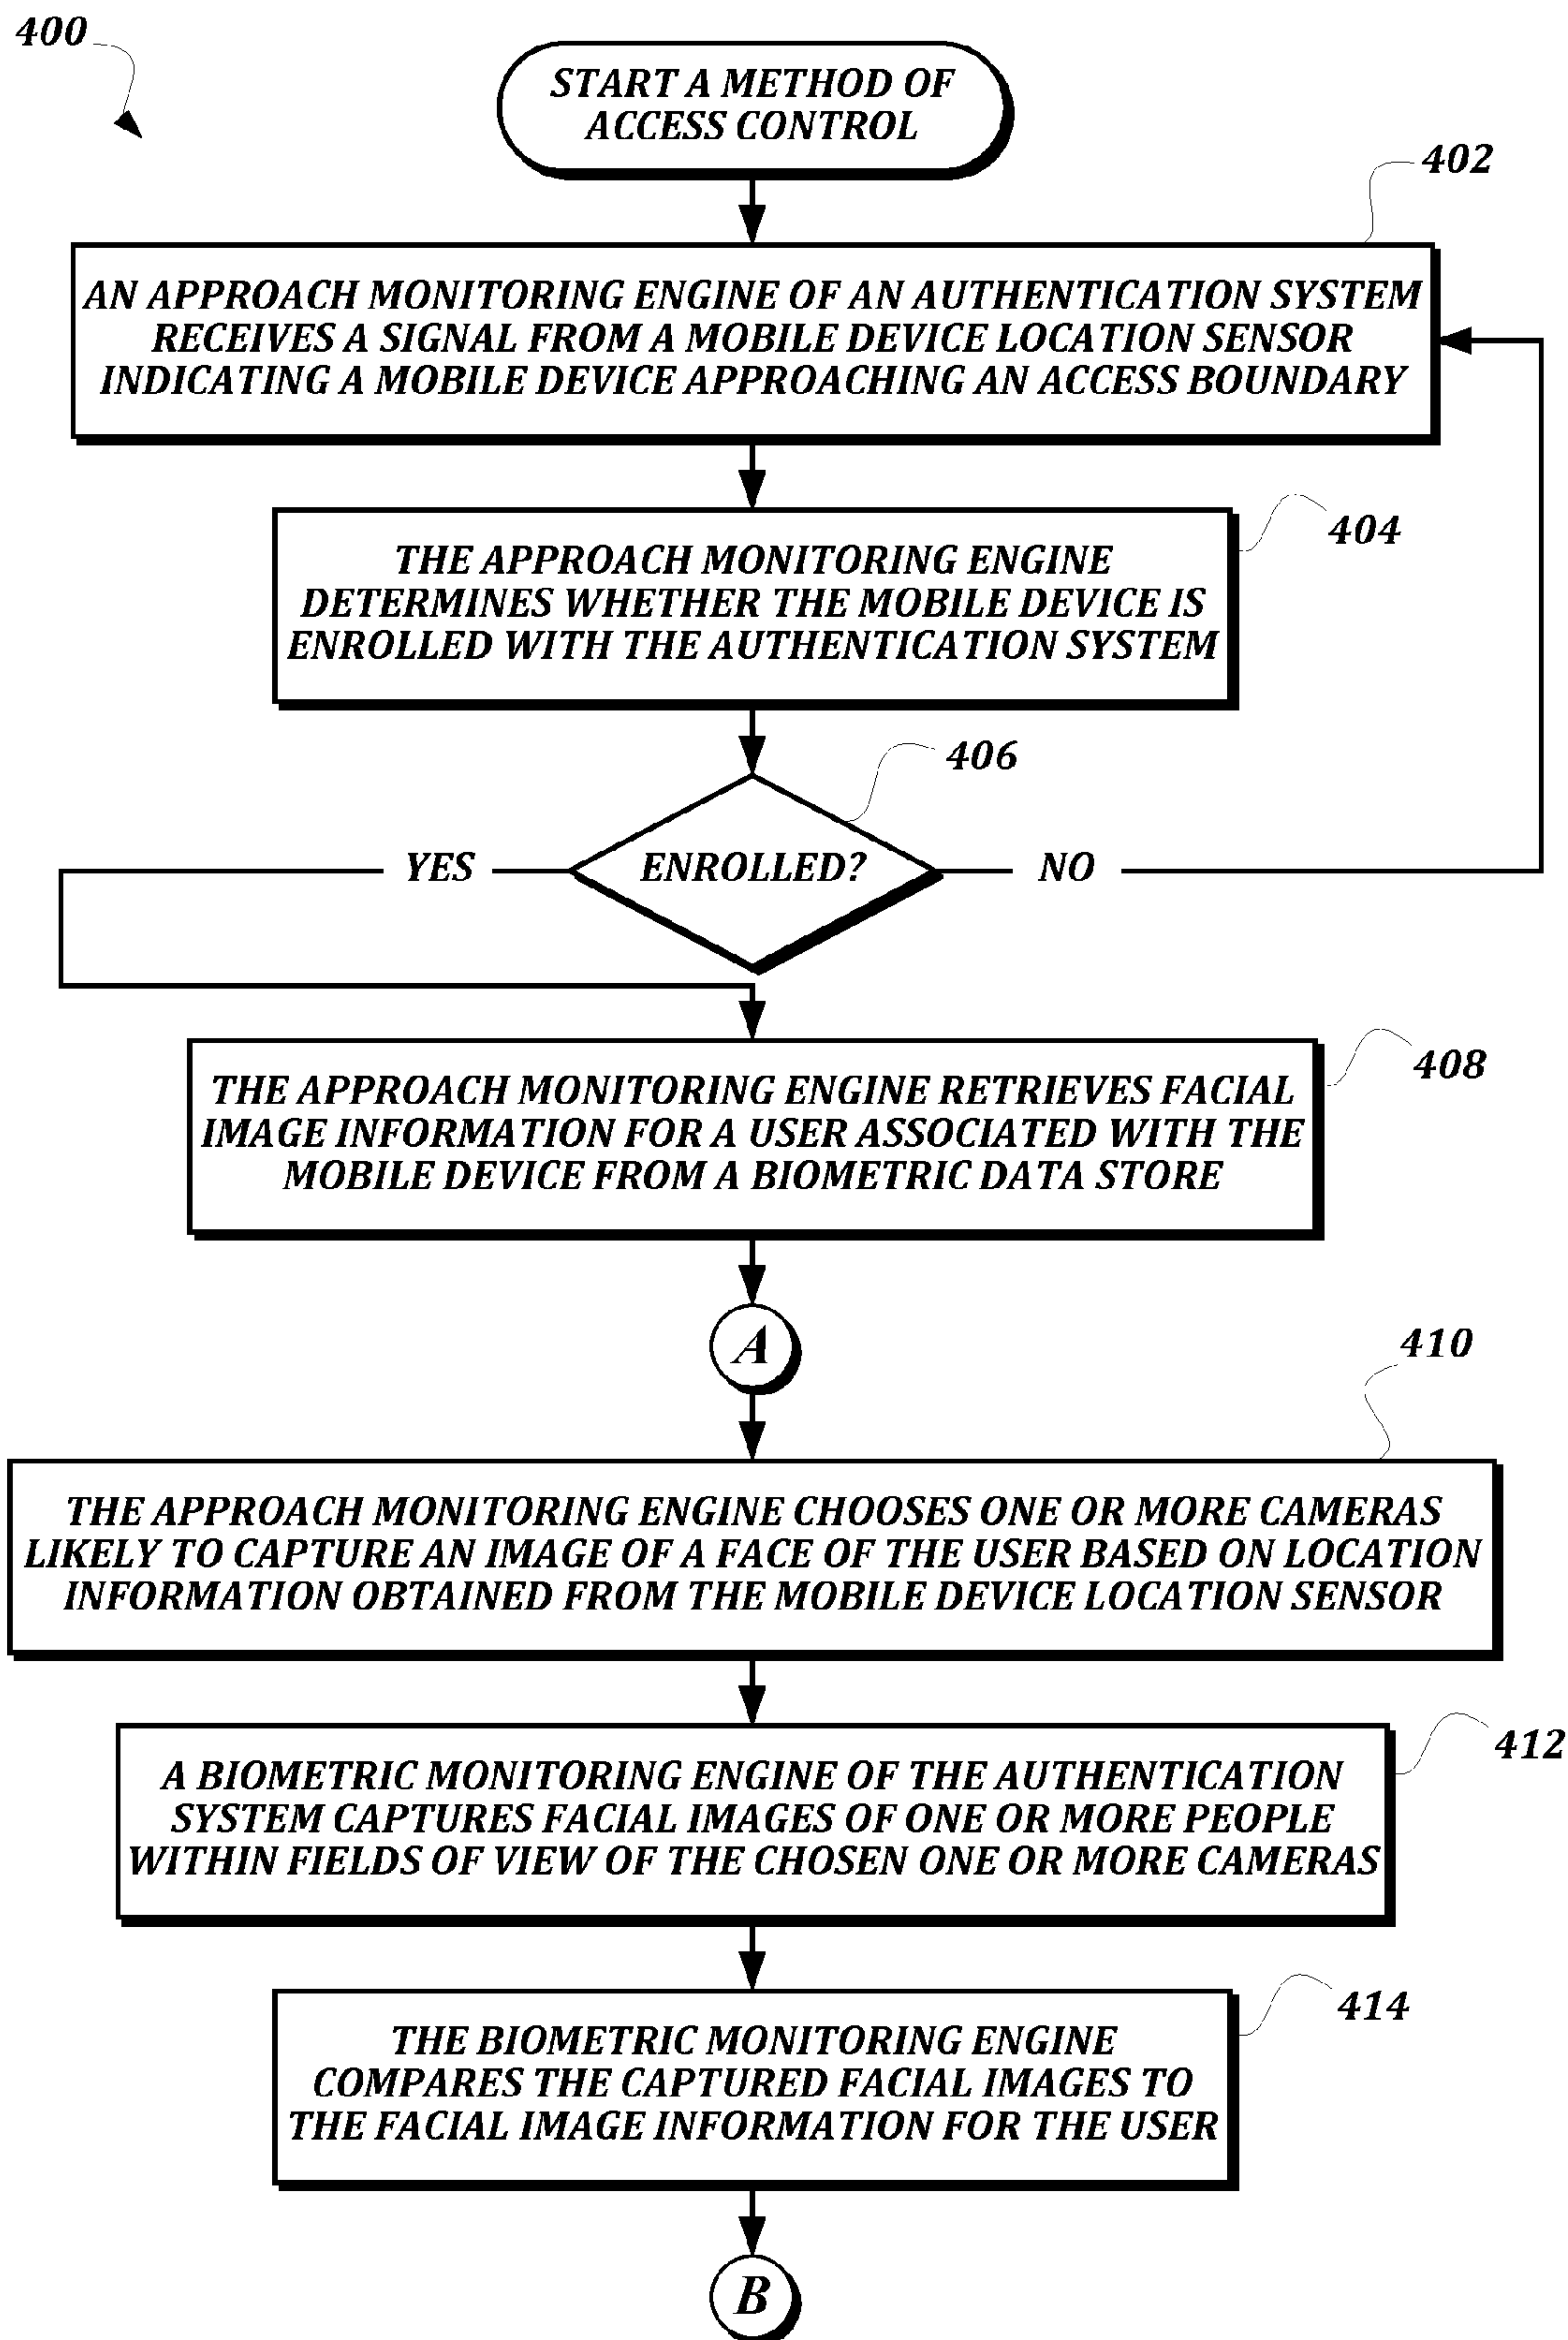 400
START A METHOD OF
ACCESS CONTROL
402
AN APPROACH MONITORING ENGINE OF AN AUTHENTICATION SYSTEM
RECEIVES A SIGNAL FROM A MOBILE DEVICE LOCATION SENSOR
INDICATING A MOBILE DEVICE APPROACHING AN ACCESS BOUNDARY
404
THE APPROACH MONITORING ENGINE
DETERMINES WHETHER THE MOBILE DEVICE IS
ENROLLED WITH THE AUTHENTICATION SYSTEM
406
YES
ENROLLED?
NO
408
THE APPROACH MONITORING ENGINE RETRIEVES FACIAL
IMAGE INFORMATION FOR A USER ASSOCIATED WITH THE
MOBILE DEVICE FROM A BIOMETRIC DATA STORE
A
410
THE APPROACH MONITORING ENGINE CHOOSES ONE OR MORE CAMERAS
LIKELY TO CAPTURE AN IMAGE OF A FACE OF THE USER BASED ON LOCATION
INFORMATION OBTAINED FROM THE MOBILE DEVICE LOCATION SENSOR
412
A BIOMETRIC MONITORING ENGINE OF THE AUTHENTICATION
SYSTEM CAPTURES FACIAL IMAGES OF ONE OR MORE PEOPLE
WITHIN FIELDS OF VIEW OF THE CHOSEN ONE OR MORE CAMERAS
414
THE BIOMETRIC MONITORING ENGINE
COMPARES THE CAPTURED FACIAL IMAGES TO
THE FACIAL IMAGE INFORMATION FOR THE USER
B